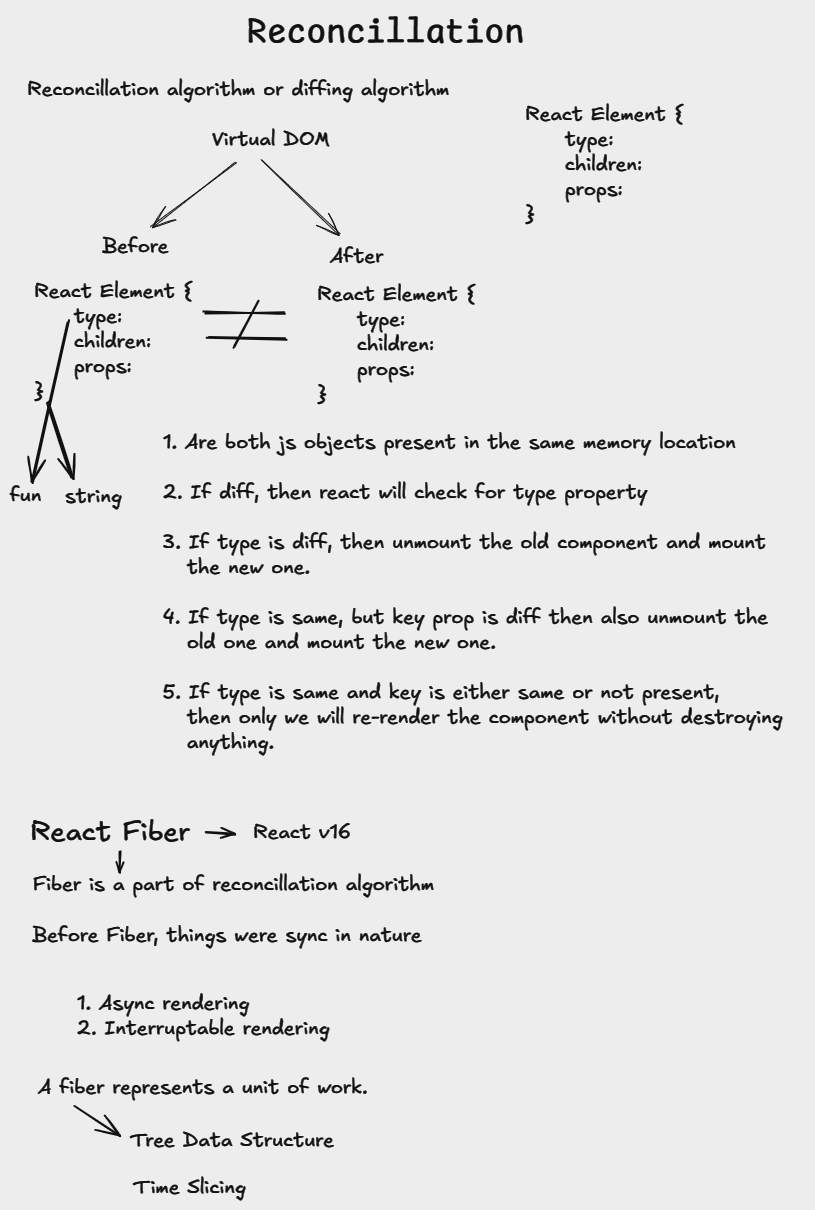 Reconcillation
Reconcillation algorithm or diffing algorithm
Virtual DOM
React Element {
type:
children:
props:
}
Before
After
React Element {
type:
children:
props:
}
React Element {
type:
children:
props:
}
fun
string
1. Are both js objects present in the same memory location
2. If diff, then react will check for type property
3. If type is diff, then unmount the old component and mount
the new one.
4. If type is same, but key prop is diff then also unmount the
old one and mount the new one.
5. If type is same and key is either same or not present,
then only we will re-render the component without destroying
anything.
React Fiber
React v16
Fiber is a part of reconcillation algorithm
Before Fiber, things were sync in nature
1. Async rendering
2. Interruptable rendering
A fiber represents a unit of work.
Tree Data Structure
Time Slicing